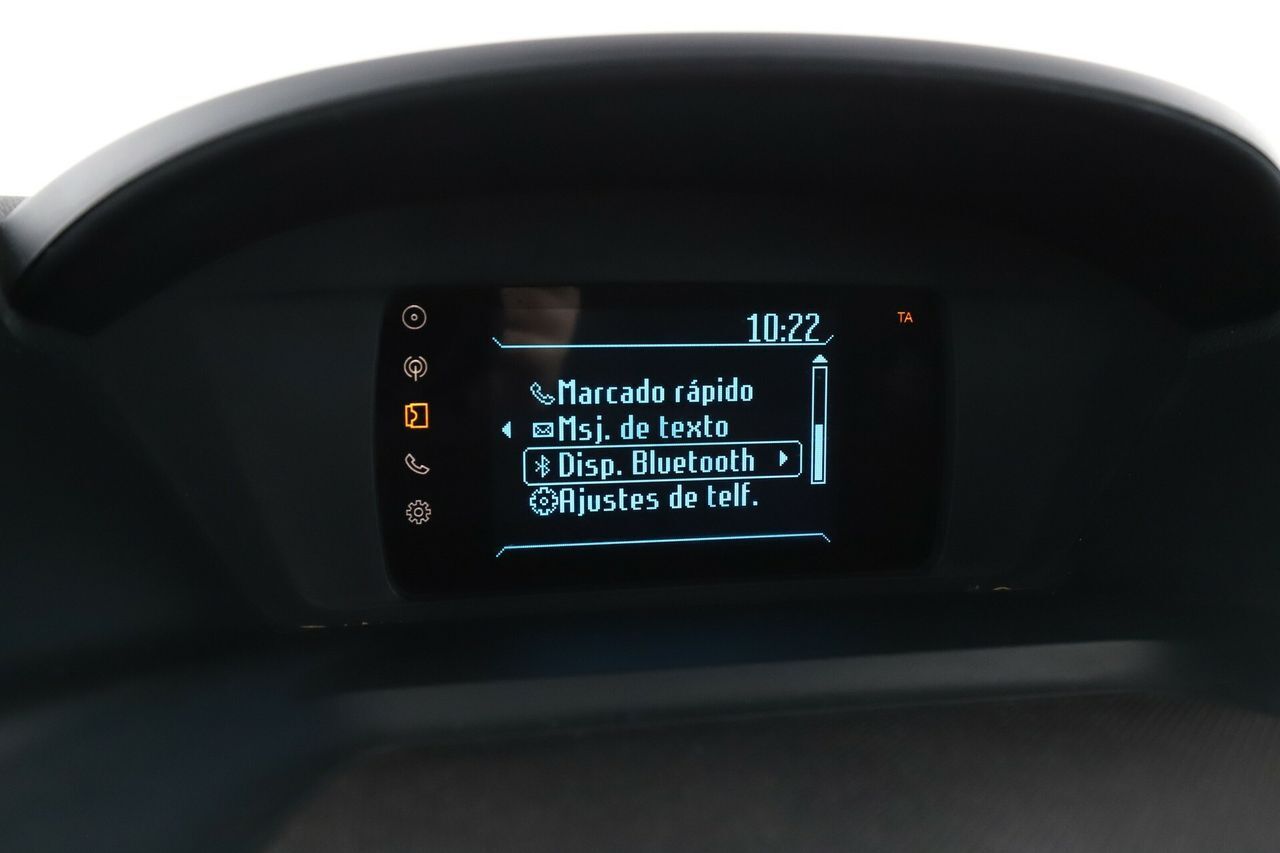 10:22
TA
Marcado rápido
Msj. de texto
Disp. Bluetooth
Ajustes de telf.